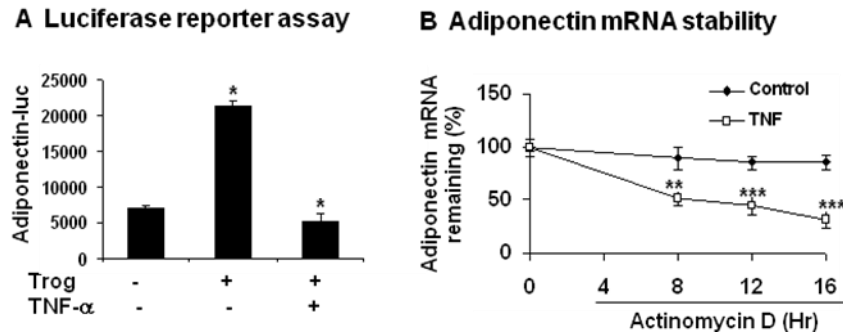 A Luciferase reporter assay
Adiponectin-luc
25000
20000
15000
10000
5000
0
*
*
Trog - + +
TNF-α - - +
B Adiponectin mRNA stability
Adiponectin mRNA
remaining (%)
150
100
50
0
Control
TNF
**
***
***
0 4 8 12 16
Actinomycin D (Hr)